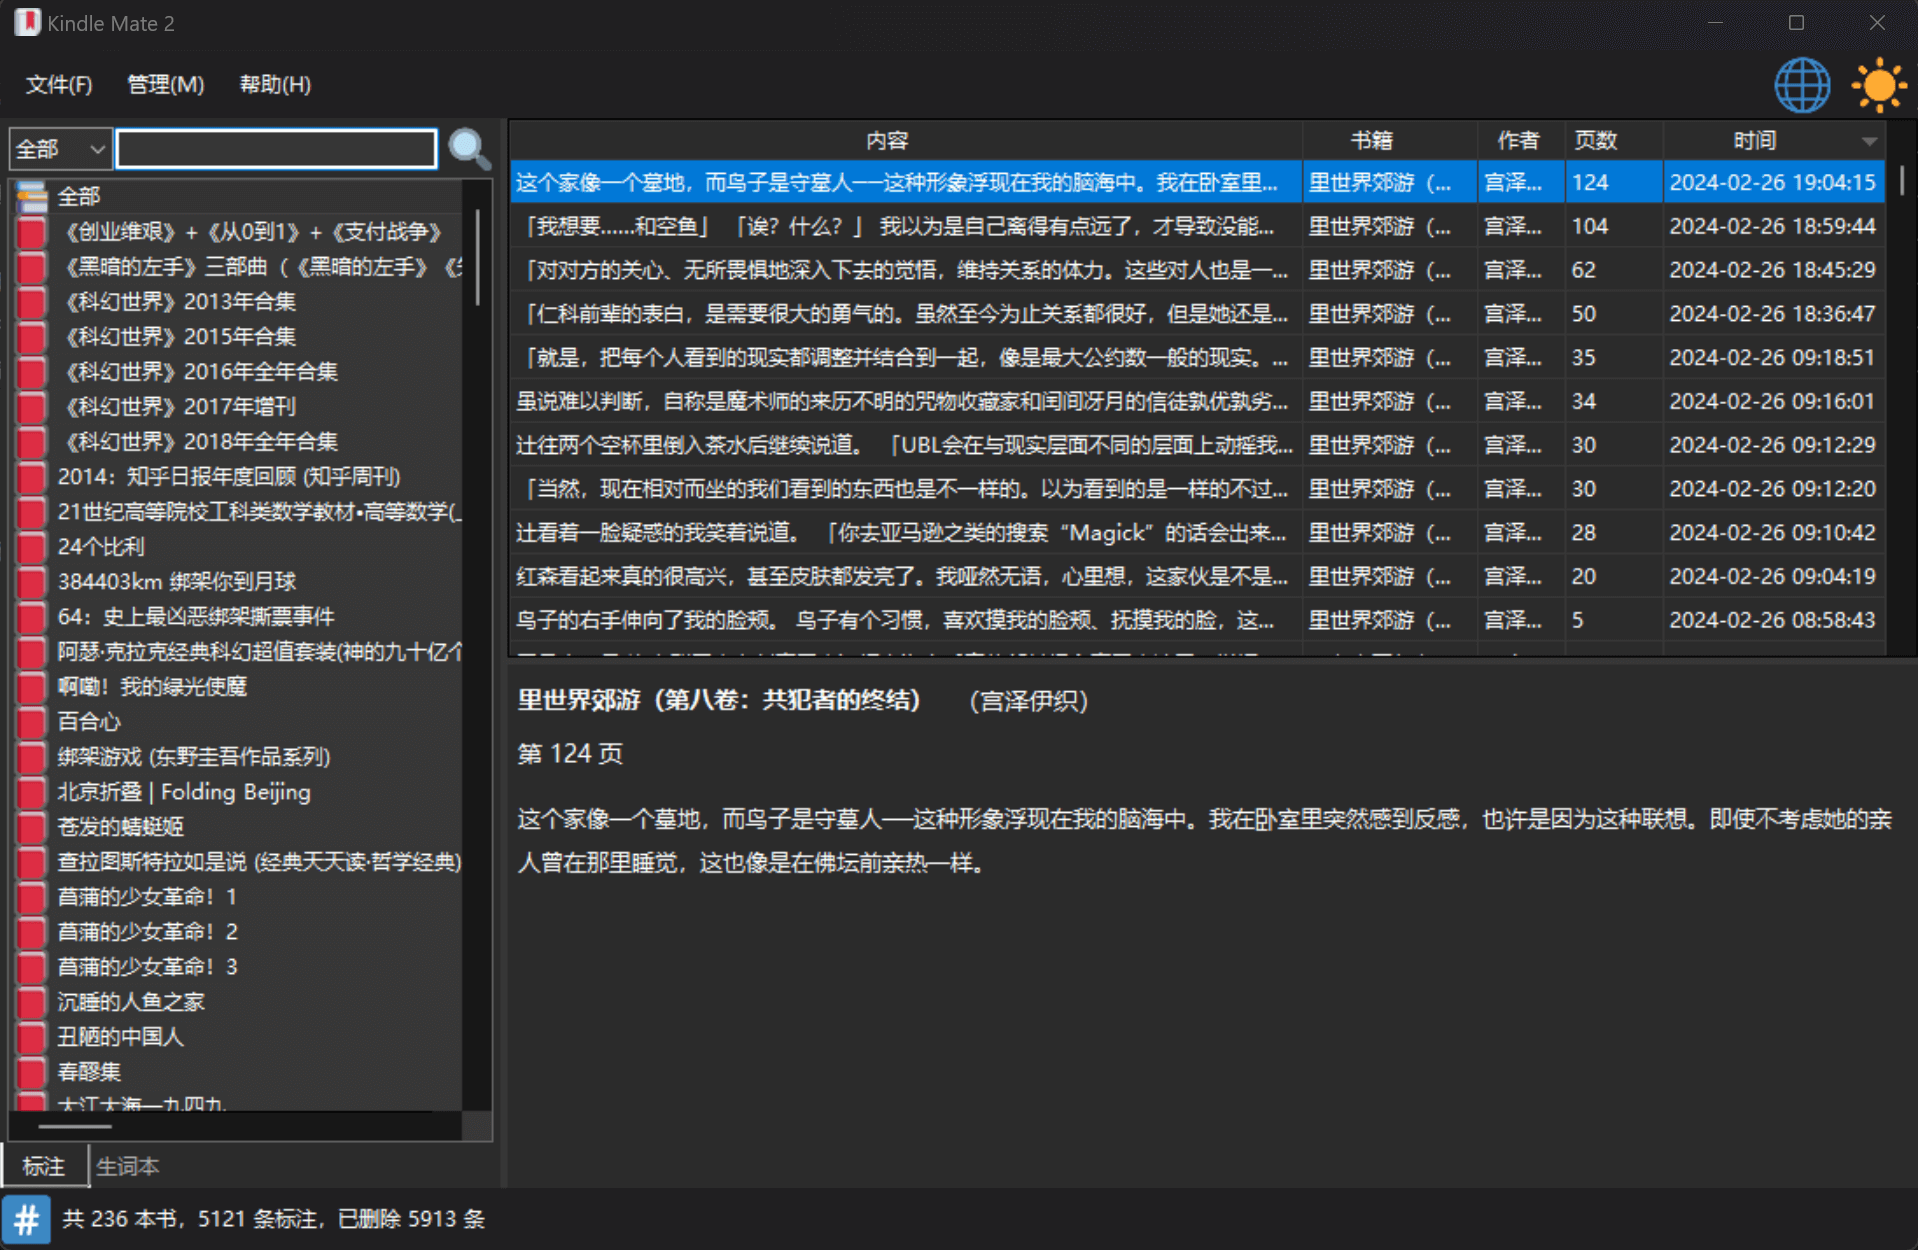 Kindle Mate 2
文件(F) 管理(M) 帮助(H)
全部
全部
《创业维艰》+《从0到1》+《支付战争》
《黑暗的左手》三部曲（《黑暗的左手》
《科幻世界》2013年合集
《科幻世界》2015年合集
《科幻世界》2016年全年合集
《科幻世界》2017年增刊
《科幻世界》2018年全年合集
2014：知乎日报年度回顾 (知乎周刊)
21世纪高等院校工科类数学教材•高等数学(
24个比利
384403km 绑架你到月球
64：史上最凶恶绑架撕票事件
阿瑟·克拉克经典科幻超值套装(神的九十亿个
啊嘞！我的绿光使魔
百合心
绑架游戏 (东野圭吾作品系列)
北京折叠 | Folding Beijing
苍发的蜻蜓姬
查拉图斯特拉如是说 (经典天天读·哲学经典)
菖蒲的少女革命！1
菖蒲的少女革命！2
菖蒲的少女革命！3
沉睡的人鱼之家
丑陋的中国人
春醪集
大江大海一九四九
标注 生词本
共 236 本书，5121 条标注，已删除 5913 条
内容 书籍 作者 页数 时间
这个家像一个墓地，而鸟子是守墓人──这种形象浮现在我的脑海中。我在卧室里... 里世界郊游（... 宫泽... 124 2024-02-26 19:04:15
「我想要……和空鱼」 「诶？什么？」 我以为是自己离得有点远了，才导致没能... 里世界郊游（... 宫泽... 104 2024-02-26 18:59:44
「对对方的关心、无所畏惧地深入下去的觉悟，维持关系的体力。这些对人也是一... 里世界郊游（... 宫泽... 62 2024-02-26 18:45:29
「仁科前辈的表白，是需要很大的勇气的。虽然至今为止关系都很好，但是她还是... 里世界郊游（... 宫泽... 50 2024-02-26 18:36:47
「就是，把每个人看到的现实都调整并结合到一起，像是最大公约数一般的现实。... 里世界郊游（... 宫泽... 35 2024-02-26 09:18:51
虽说难以判断，自称是魔术师的来历不明的咒物收藏家和闰间冴月的信徒孰优孰劣... 里世界郊游（... 宫泽... 34 2024-02-26 09:16:01
辻往两个空杯里倒入茶水后继续说道。 「UBL会在与现实层面不同的层面上动摇我... 里世界郊游（... 宫泽... 30 2024-02-26 09:12:29
「当然，现在相对而坐的我们看到的东西也是不一样的。以为看到的是一样的不过... 里世界郊游（... 宫泽... 30 2024-02-26 09:12:20
辻看着一脸疑惑的我笑着说道。 「你去亚马逊之类的搜索“Magick”的话会出来... 里世界郊游（... 宫泽... 28 2024-02-26 09:10:42
红森看起来真的很高兴，甚至皮肤都发亮了。我哑然无语，心里想，这家伙是不是... 里世界郊游（... 宫泽... 20 2024-02-26 09:04:19
鸟子的右手伸向了我的脸颊。 鸟子有个习惯，喜欢摸我的脸颊、抚摸我的脸，这... 里世界郊游（... 宫泽... 5 2024-02-26 08:58:43
里世界郊游（第八卷：共犯者的终结） （宫泽伊织）
第 124 页
这个家像一个墓地，而鸟子是守墓人──这种形象浮现在我的脑海中。我在卧室里突然感到反感，也许是因为这种联想。即使不考虑她的亲
人曾在那里睡觉，这也像是在佛坛前亲热一样。